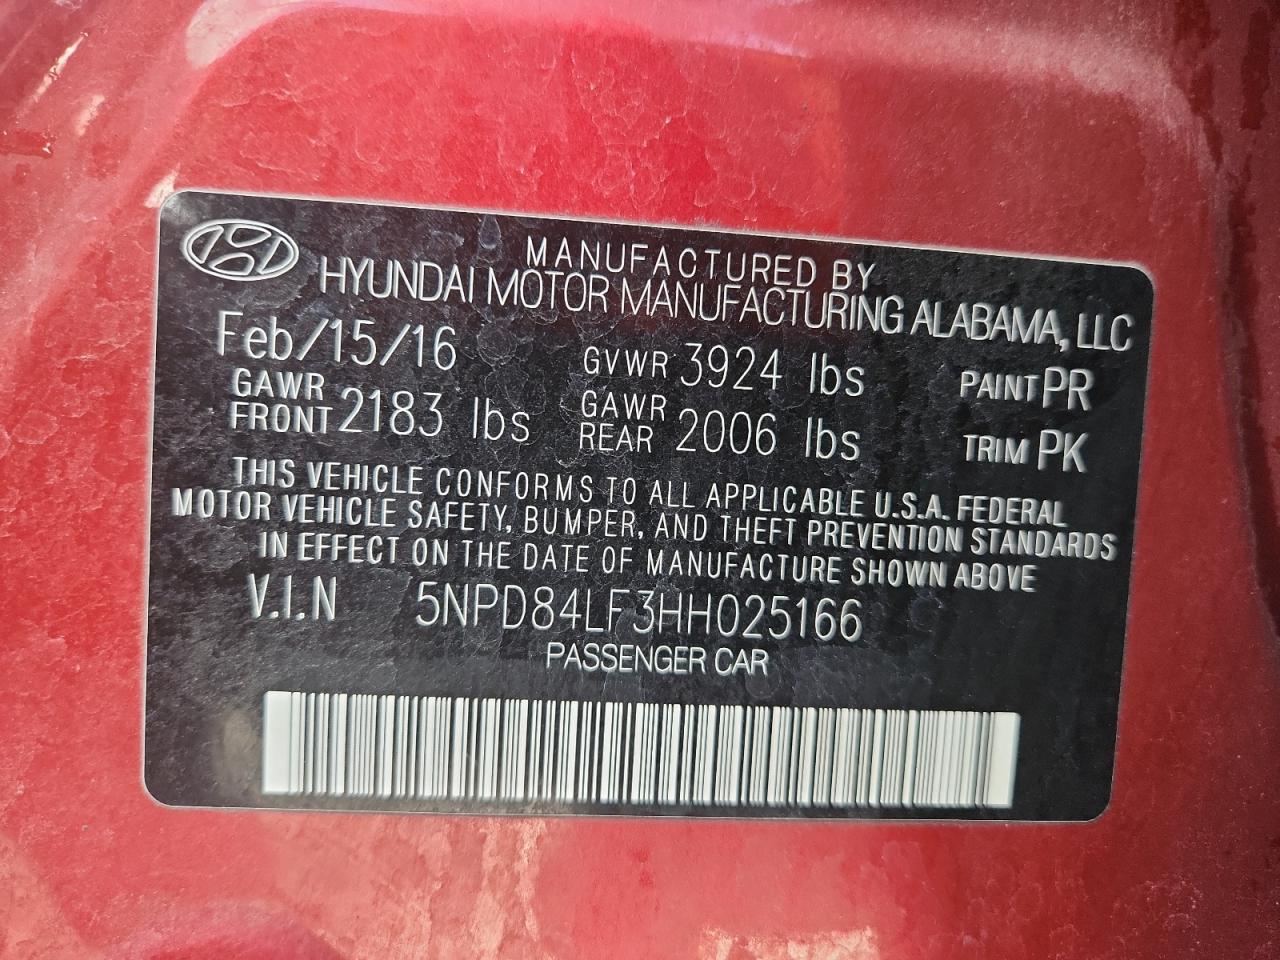 MANUFACTURED BY
HYUNDAI MOTOR MANUFACTURING ALABAMA, LLC
Feb/15/16 GVWR 3924 lbs PAINT PR
GAWR FRONT 2183 lbs GAWR REAR 2006 lbs TRIM PK
THIS VEHICLE CONFORMS TO ALL APPLICABLE U.S.A. FEDERAL
MOTOR VEHICLE SAFETY, BUMPER, AND THEFT PREVENTION STANDARDS
IN EFFECT ON THE DATE OF MANUFACTURE SHOWN ABOVE
V.I.N 5NPD84LF3HH025166
PASSENGER CAR